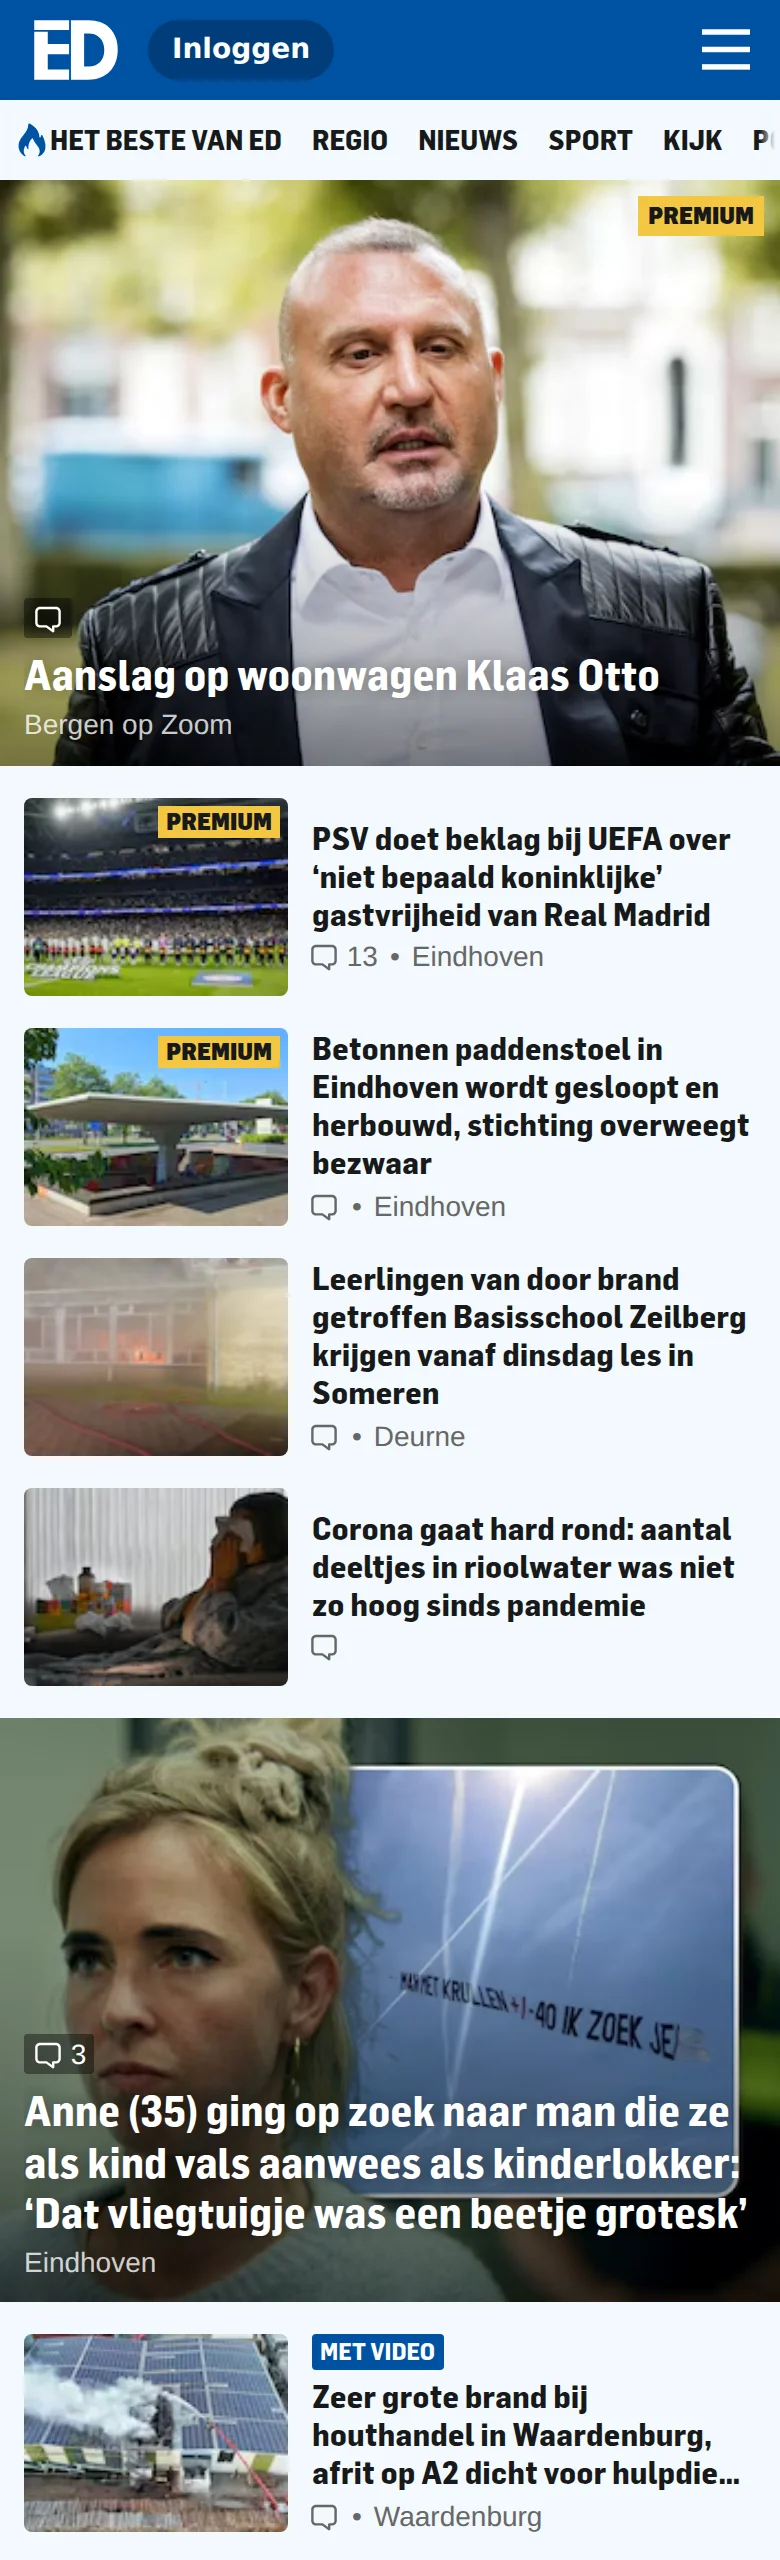 ED Inloggen
HET BESTE VAN ED REGIO NIEUWS SPORT KIJK
PREMIUM
Aanslag op woonwagen Klaas Otto
Bergen op Zoom
PREMIUM
PSV doet beklag bij UEFA over
‘niet bepaald koninklijke’
gastvrijheid van Real Madrid
13 • Eindhoven
PREMIUM
Betonnen paddenstoel in
Eindhoven wordt gesloopt en
herbouwd, stichting overweegt
bezwaar
• Eindhoven
Leerlingen van door brand
getroffen Basisschool Zeilberg
krijgen vanaf dinsdag les in
Someren
• Deurne
Corona gaat hard rond: aantal
deeltjes in rioolwater was niet
zo hoog sinds pandemie
MAN MET KRULLEN +/-40 IK ZOEK JE
3
Anne (35) ging op zoek naar man die ze
als kind vals aanwees als kinderlokker:
‘Dat vliegtuigje was een beetje grotesk’
Eindhoven
MET VIDEO
Zeer grote brand bij
houthandel in Waardenburg,
afrit op A2 dicht voor hulpdie...
• Waardenburg